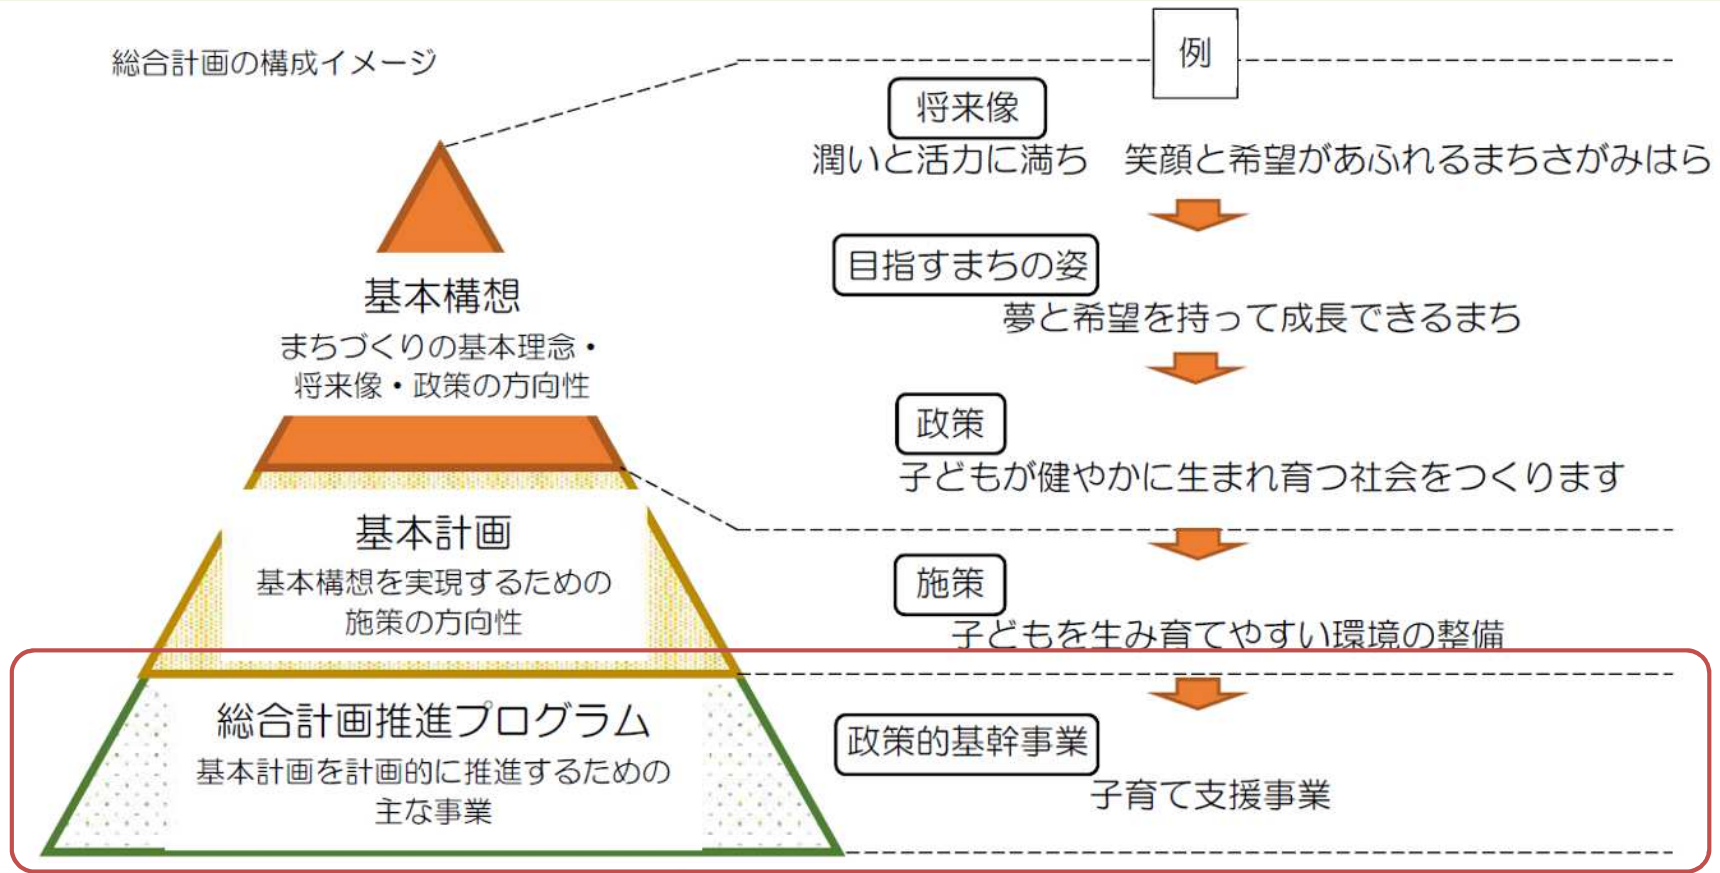 総合計画の構成イメージ
基本構想
まちづくりの基本理念・
将来像・政策の方向性
基本計画
基本構想を実現するための
施策の方向性
総合計画推進プログラム
基本計画を計画的に推進するための
主な事業
例
将来像
潤いと活力に満ち　笑顔と希望があふれるまちさがみはら
目指すまちの姿
夢と希望を持って成長できるまち
政策
子どもが健やかに生まれ育つ社会をつくります
施策
子どもを生み育てやすい環境の整備
政策的基幹事業
子育て支援事業